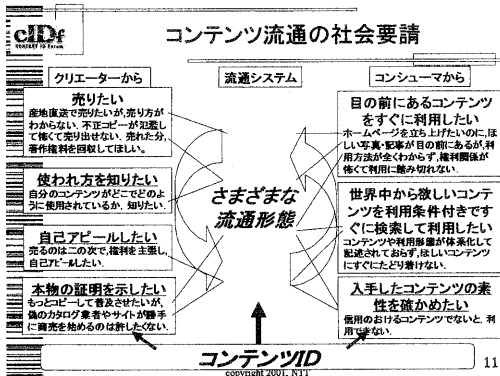 cIDf
CONTENT ID Forum
コンテンツ流通の社会要請
クリエーターから
売りたい
産地直送で売りたいが、売り方が
わからない。不正コピーが氾濫し
て怖くて売り出せない。売れた分、
著作権料を回収してほしい。
使われ方を知りたい
自分のコンテンツがどこでどのよ
うに使用されているか、知りたい。
自己アピールしたい
売るのは二の次で、権利を主張し、
自己アピールしたい。
本物の証明を示したい
もっとコピーして普及させたいが、
偽のカタログ業者やサイトが勝手
に商売を始めるのは許したくない。
流通システム
さまざまな
流通形態
コンシューマから
目の前にあるコンテンツ
をすぐに利用したい
ホームページを立ち上げたいのに、ほ
しい写真・記事が目の前にあるが、利
用方法が全くわからず、権利関係が
怖くて利用に踏み切れない。
世界中から欲しいコンテ
ンツを利用条件付きです
ぐに検索して利用したい
コンテンツや利用形態が体系化して
記述されておらず、ほしいコンテンツ
にすぐにたどり着けない。
入手したコンテンツの素
性を確かめたい
信用のおけるコンテンツでないと、利
用できない。
コンテンツID
copyright 2001, NTT
11